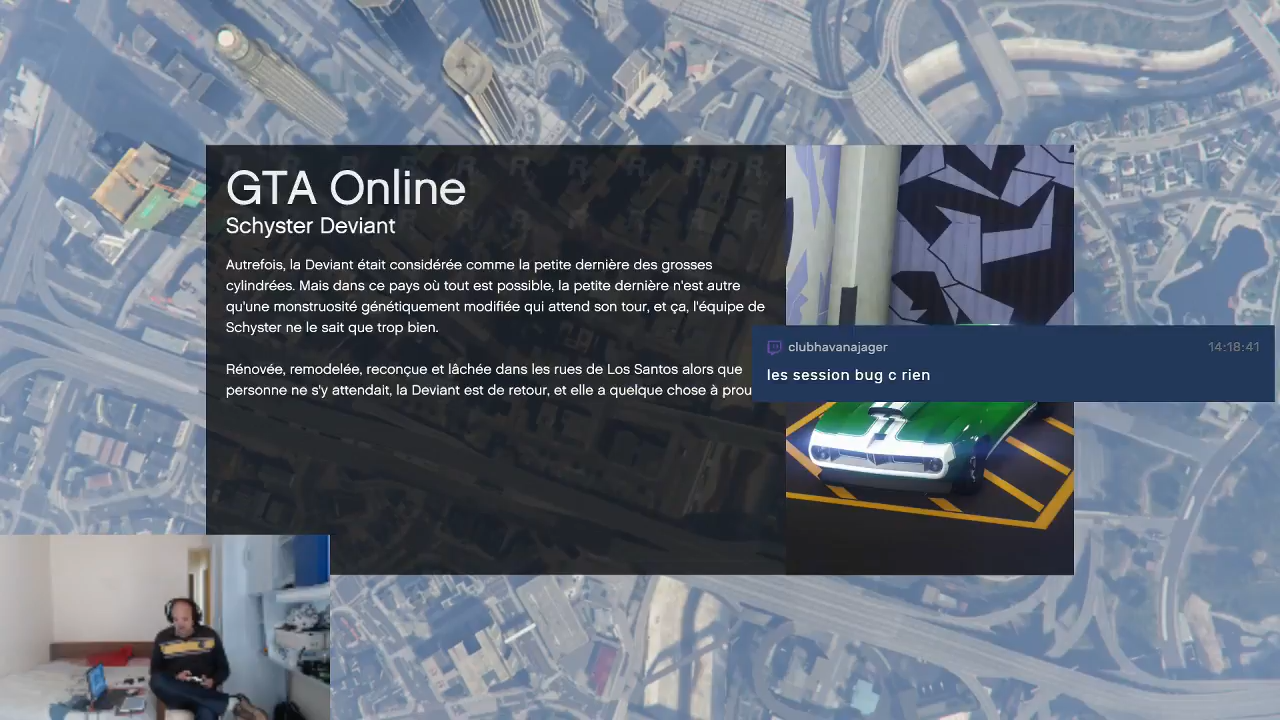 GTA Online
Schyster Deviant
Autrefois, la Deviant était considérée comme la petite dernière des grosses
cylindrées. Mais dans ce pays où tout est possible, la petite dernière n'est autre
qu'une monstruosité génétiquement modifiée qui attend son tour, et ça, l'équipe de
Schyster ne le sait que trop bien.
Rénovée, remodelée, reconçue et lâchée dans les rues de Los Santos alors que
personne ne s'y attendait, la Deviant est de retour, et elle a quelque chose à
clubhavanajager
14:18:41
les session bug c rien